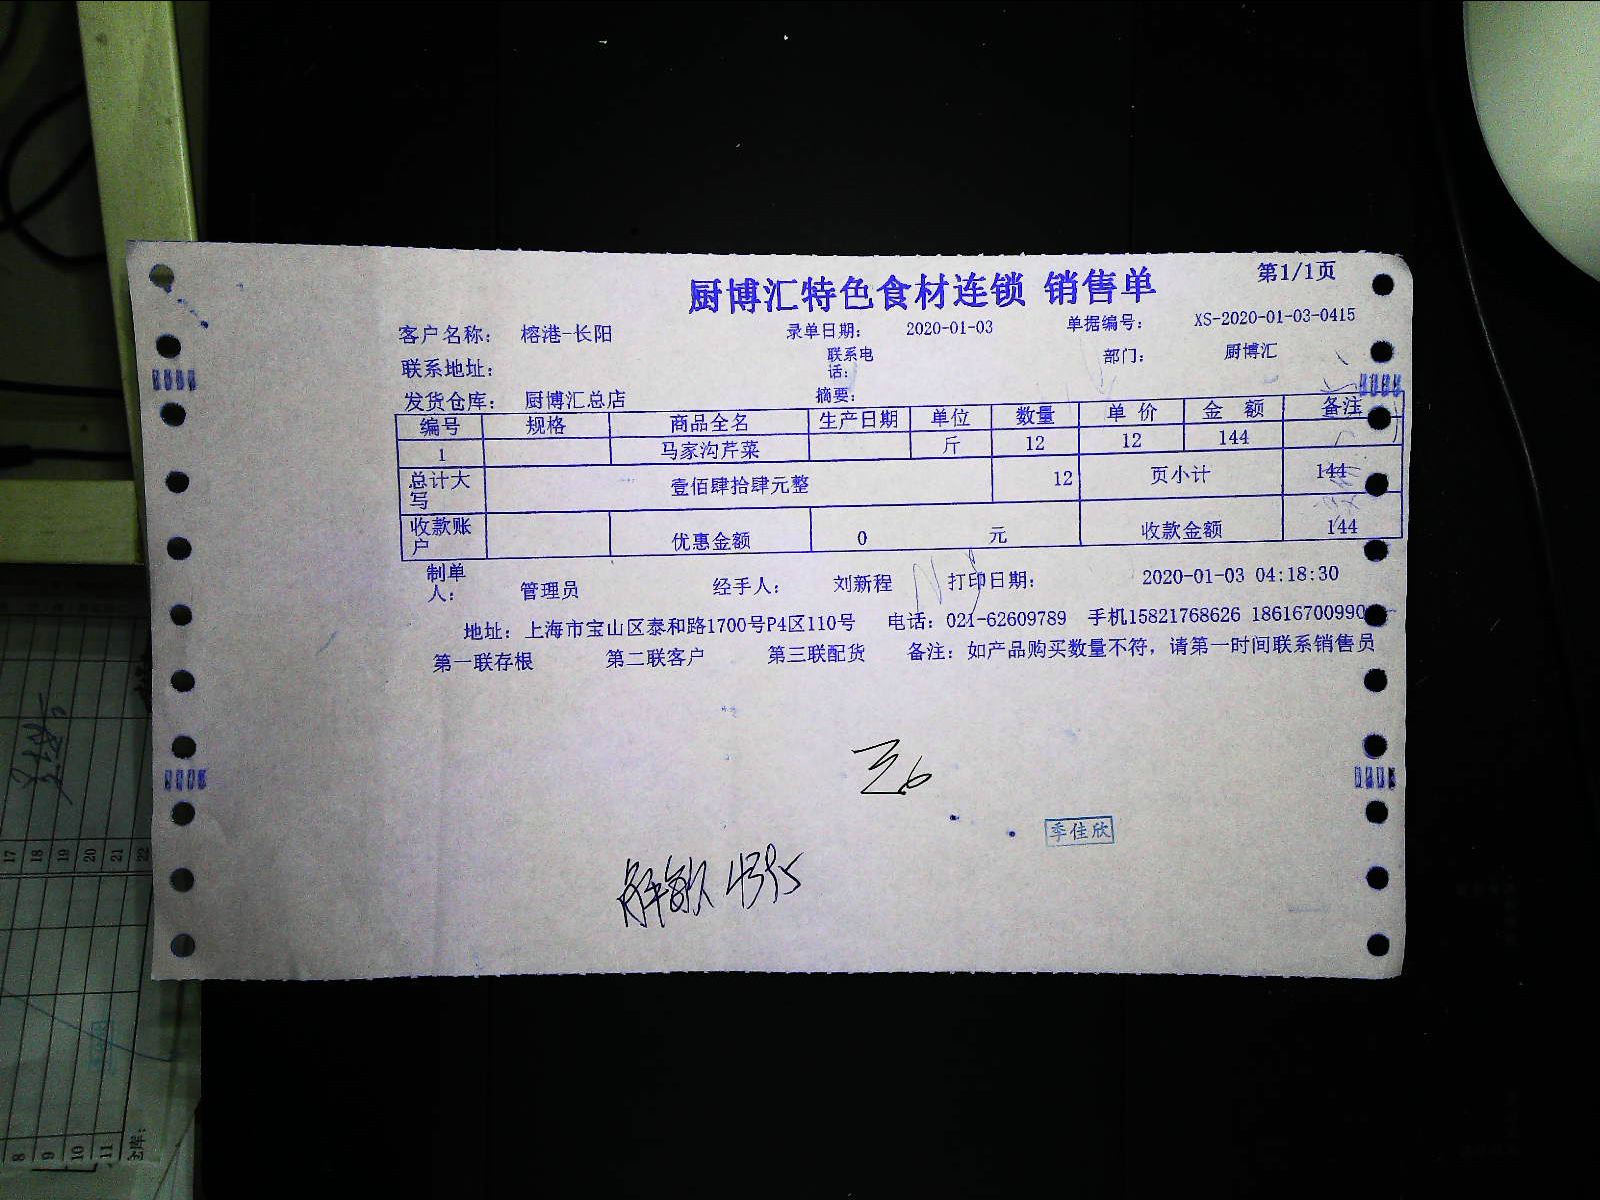 厨博汇特色食材连锁 销售单
第1/1页
客户名称： 榕港-长阳 录单日期： 2020-01-03 单据编号： XS-2020-01-03-0415
联系地址： 联系电话： 部门： 厨博汇
发货仓库： 厨博汇总店 摘要：
编号 规格 商品全名 生产日期 单位 数量 单价 金额 备注
1 马家沟芹菜 斤 12 12 144
总计大写 壹佰肆拾肆元整 12 页小计 144
收款账户 优惠金额 0 元 收款金额 144
制单人： 管理员 经手人： 刘新程 打印日期： 2020-01-03 04:18:30
地址：上海市宝山区泰和路1700号P4区110号 电话：021-62609789 手机15821768626 18616700990
第一联存根 第二联客户 第三联配货 备注：如产品购买数量不符，请第一时间联系销售员
季佳欣
17 18 19 20 21 22
8 9 10 11